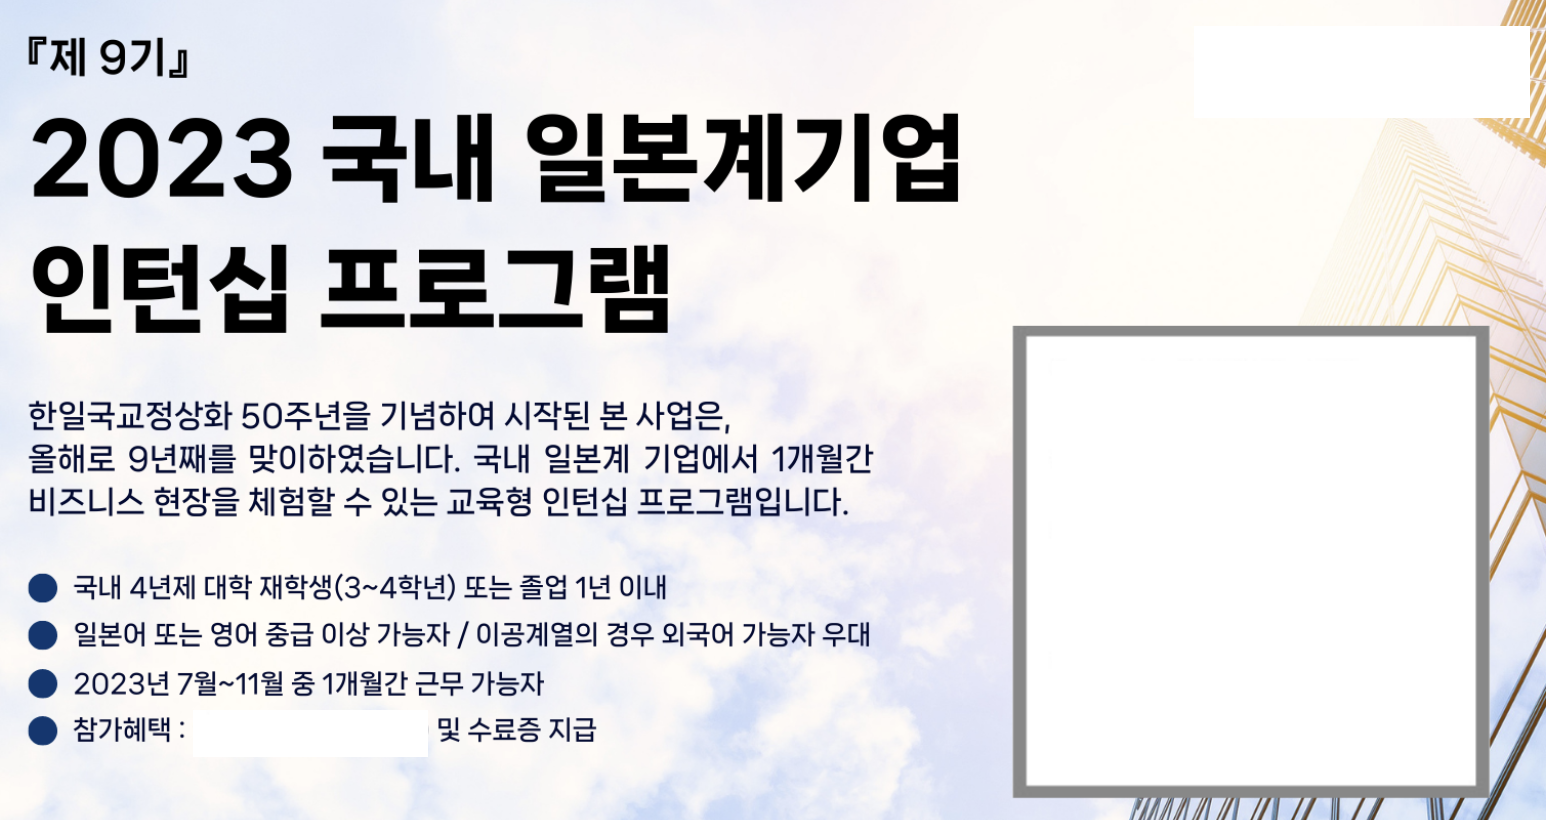 『제 9기』
2023 국내 일본계기업
인턴십 프로그램
한일국교정상화 50주년을 기념하여 시작된 본 사업은,
올해로 9년째를 맞이하였습니다. 국내 일본계 기업에서 1개월간
비즈니스 현장을 체험할 수 있는 교육형 인턴십 프로그램입니다.
국내 4년제 대학 재학생(3~4학년) 또는 졸업 1년 이내
일본어 또는 영어 중급 이상 가능자 / 이공계열의 경우 외국어 가능자 우대
2023년 7월~11월 중 1개월간 근무 가능자
참가혜택 : 및 수료증 지급